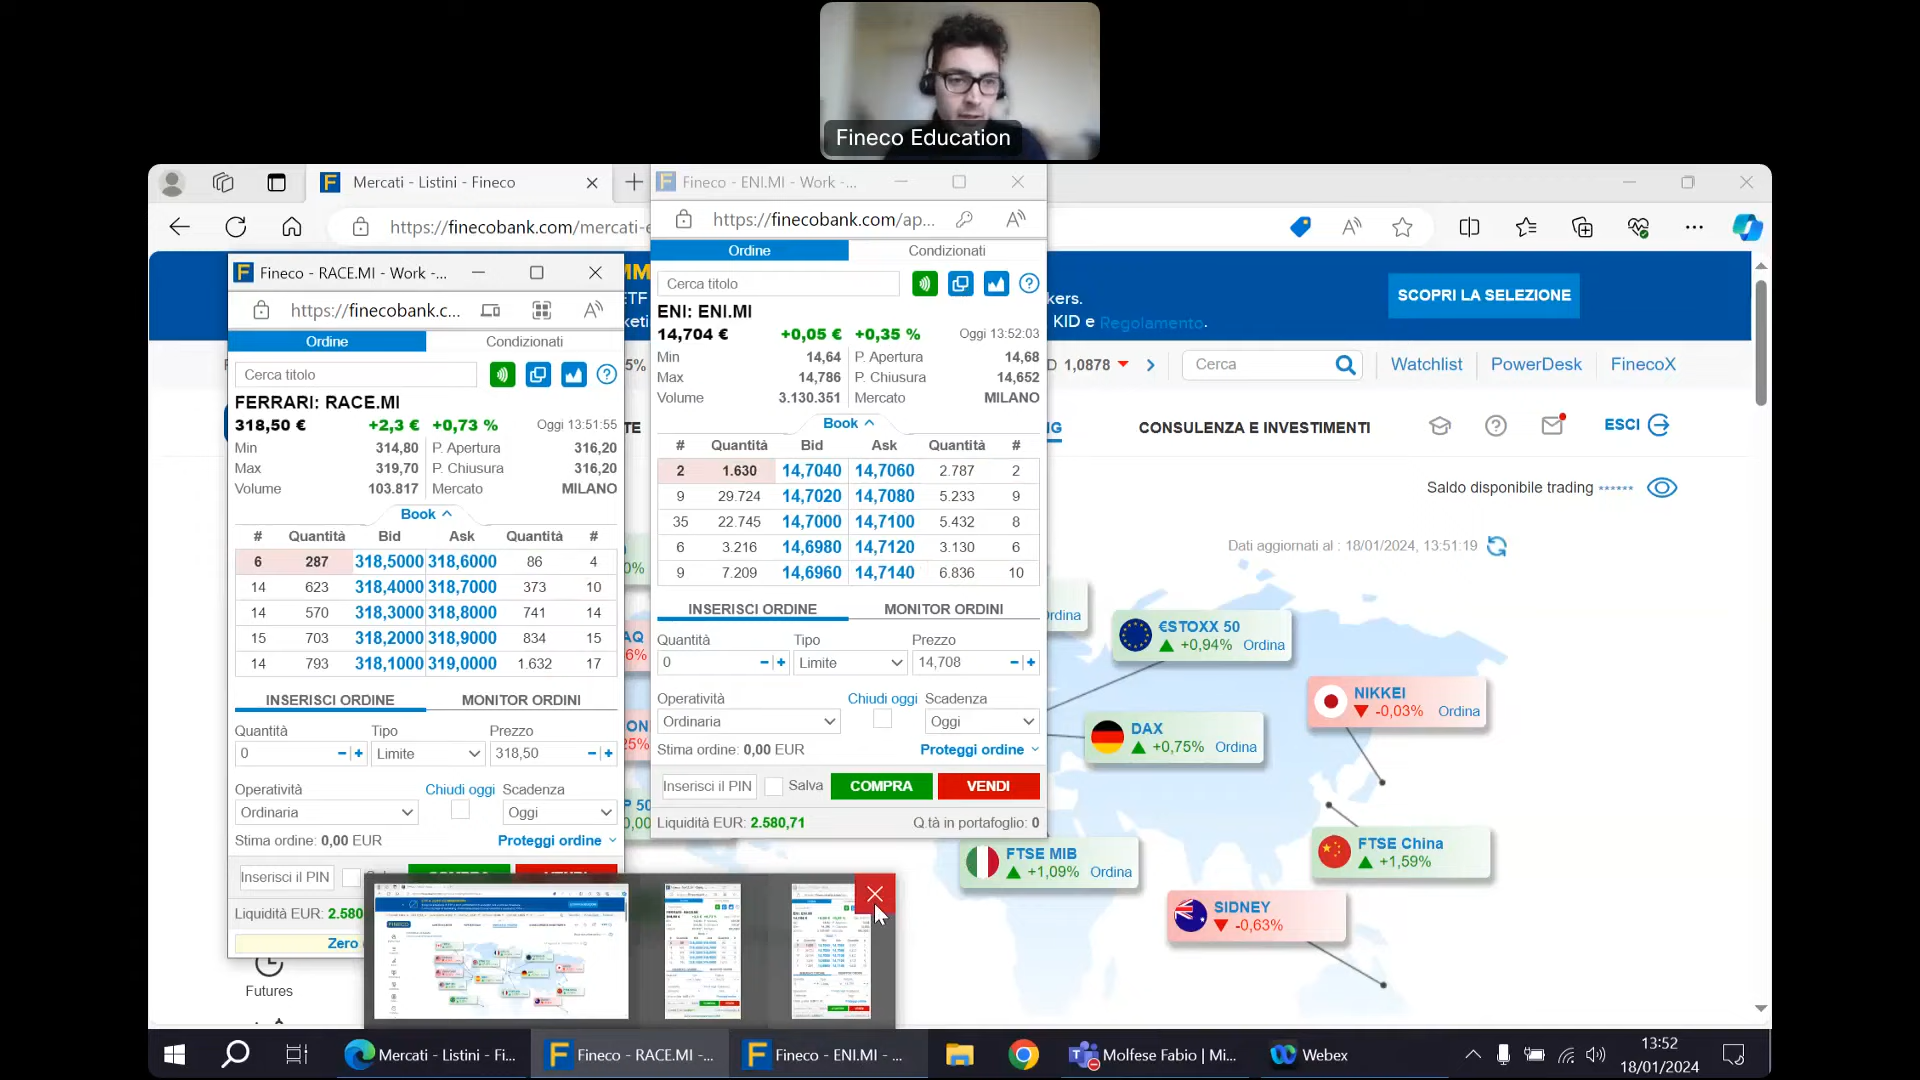 Fineco Education
Mercati - Listini - Fineco
https://finecobank.com/mercati-e
Fineco - ENI.MI - Work -...
https://finecobank.com/ap...
Ordine
Condizionati
Cerca titolo
ENI: ENI.MI
14,704 € +0,05 € +0,35 % Oggi 13:52:03
Min 14,64 P. Apertura 14,68
Max 14,786 P. Chiusura 14,652
Volume 3.130.351 Mercato MILANO
Book
# Quantità Bid Ask Quantità #
2 1.630 14,7040 14,7060 2.787 2
9 29.724 14,7020 14,7080 5.233 9
35 22.745 14,7000 14,7100 5.432 8
6 3.216 14,6980 14,7120 3.130 6
9 7.209 14,6960 14,7140 6.836 10
INSERISCI ORDINE MONITOR ORDINI
Quantità Tipo Prezzo
0 Limite 14,708
Operatività Chiudi oggi Scadenza
Ordinaria Oggi
Stima ordine: 0,00 EUR Proteggi ordine
Inserisci il PIN Salva COMPRA VENDI
Liquidità EUR: 2.580,71 Q.tà in portafoglio: 0
Fineco - RACE.MI - Work -...
https://finecobank.c...
Ordine
Condizionati
Cerca titolo
FERRARI: RACE.MI
318,50 € +2,3 € +0,73 % Oggi 13:51:55
Min 314,80 P. Apertura 316,20
Max 319,70 P. Chiusura 316,20
Volume 103.817 Mercato MILANO
Book
# Quantità Bid Ask Quantità #
6 287 318,5000 318,6000 86 4
14 623 318,4000 318,7000 373 10
14 570 318,3000 318,8000 741 14
15 703 318,2000 318,9000 834 15
14 793 318,1000 319,0000 1.632 17
INSERISCI ORDINE MONITOR ORDINI
Quantità Tipo Prezzo
0 Limite 318,50
Operatività Chiudi oggi Scadenza
Ordinaria Oggi
Stima ordine: 0,00 EUR Proteggi ordine
Inserisci il PIN
Liquidità EUR: 2.580
Zero
kers.
KID e Regolamento.
SCOPRI LA SELEZIONE
5%
D 1,0878
Cerca
Watchlist
PowerDesk
FinecoX
TE
NG
CONSULENZA E INVESTIMENTI
ESCI
Saldo disponibile trading ******
Dati aggiornati al : 18/01/2024, 13:51:19
0%
Ordina
€STOXX 50
+0,94% Ordina
AQ
6%
NIKKEI
-0,03% Ordina
ON
25%
DAX
+0,75% Ordina
P 50
0,00
FTSE MIB
+1,09% Ordina
FTSE China
+1,59%
SIDNEY
-0,63%
Futures
Mercati - Listini - Fi...
Fineco - RACE.MI -...
Fineco - ENI.MI - ...
Molfese Fabio | Mi...
Webex
13:52
18/01/2024